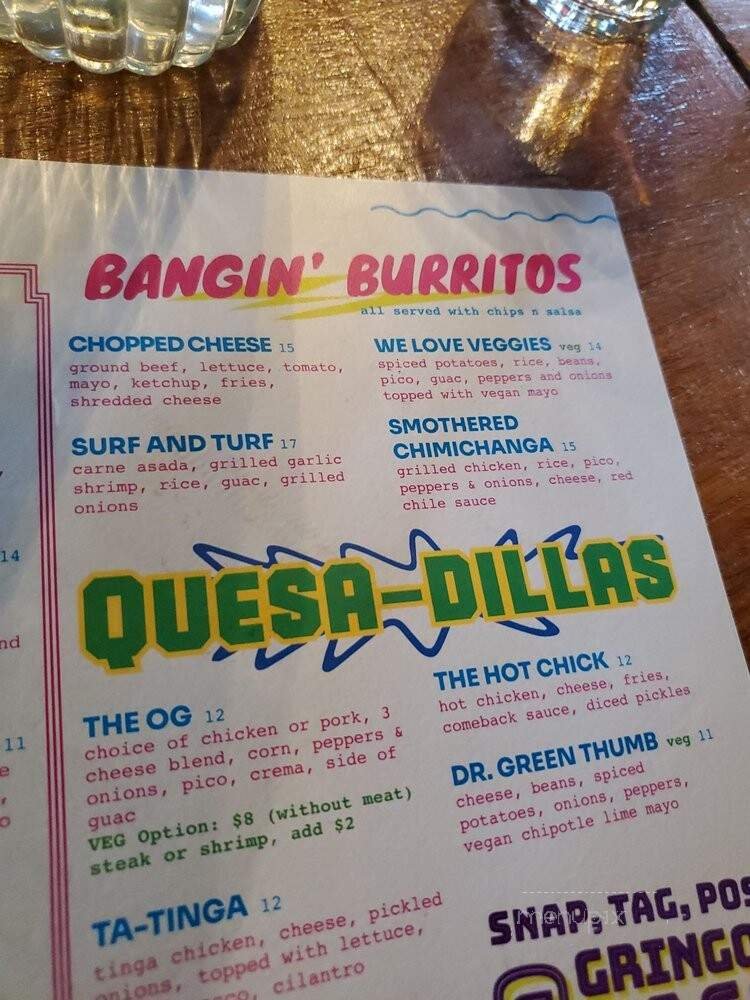 BANGIN' BURRITOS
all served with chips n salsa
CHOPPED CHEESE 15
ground beef, lettuce, tomato,
mayo, ketchup, fries,
shredded cheese
SURF AND TURF 17
carne asada, grilled garlic
shrimp, rice, guac, grilled
onions
WE LOVE VEGGIES veg 14
spiced potatoes, rice, beans,
pico, guac, peppers and onions
topped with vegan mayo
SMOTHERED
CHIMICHANGA 15
grilled chicken, rice, pico,
peppers & onions, cheese, red
chile sauce
14
nd
11
QUESA-DILLAS
THE OG 12
choice of chicken or pork, 3
cheese blend, corn, peppers &
onions, pico, crema, side of
guac
VEG Option: $8 (without meat)
steak or shrimp, add $2
TA-TINGA 12
tinga chicken, cheese, pickled
onions, topped with lettuce,
cilantro
THE HOT CHICK 12
hot chicken, cheese, fries,
comeback sauce, diced pickles
DR. GREEN THUMB veg 11
cheese, beans, spiced
potatoes, onions, peppers,
vegan chipotle lime mayo
SNAP, TAG, POS
GRINGO
menupix